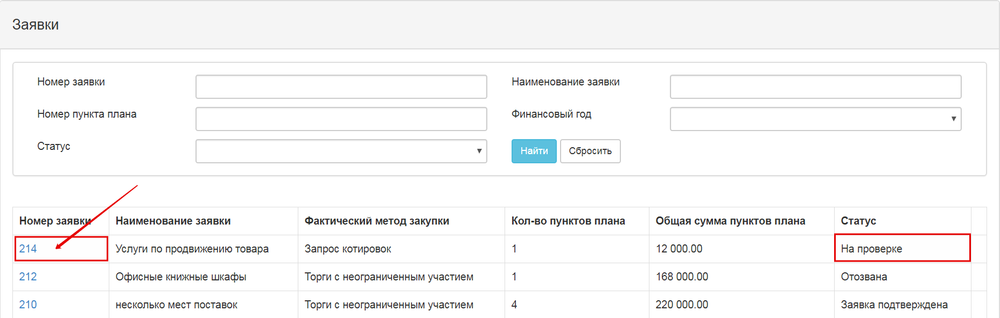 Заявки
Номер заявки Наименование заявки
Номер пункта плана Финансовый год
Статус Найти Сбросить
Номер заявки Наименование заявки Фактический метод закупки Кол-во пунктов плана Общая сумма пунктов плана Статус
214 Услуги по продвижению товара Запрос котировок 1 12 000.00 На проверке
212 Офисные книжные шкафы Торги с неограниченным участием 1 168 000.00 Отозвана
210 несколько мест поставок Торги с неограниченным участием 4 220 000.00 Заявка подтверждена